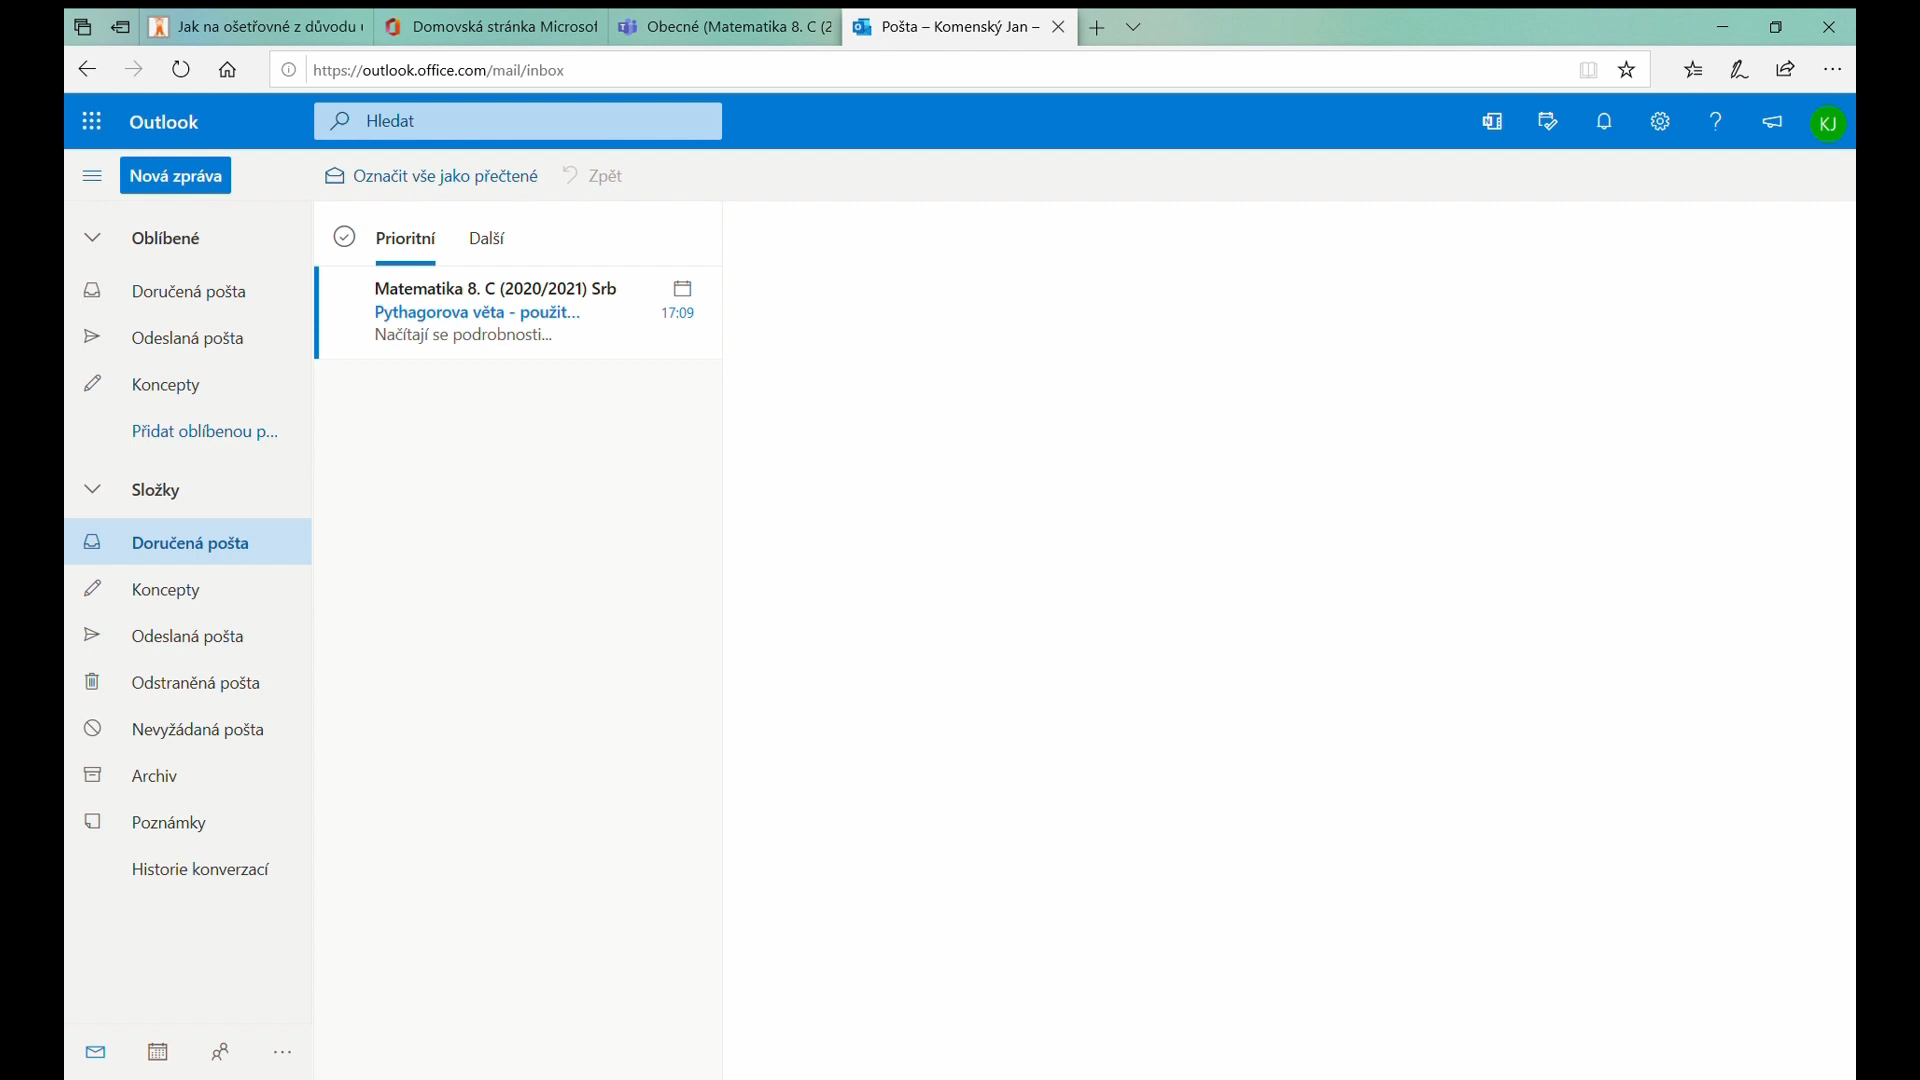 Jak na ošetřovné z důvodu
Domovská stránka Microsof
Obecné (Matematika 8. C (2
Pošta – Komenský Jan –
https://outlook.office.com/mail/inbox
Outlook
Hledat
KJ
Nová zpráva
Označit vše jako přečtené
Zpět
Oblíbené
Doručená pošta
Odeslaná pošta
Koncepty
Přidat oblíbenou p...
Složky
Doručená pošta
Koncepty
Odeslaná pošta
Odstraněná pošta
Nevyžádaná pošta
Archiv
Poznámky
Historie konverzací
Prioritní
Další
Matematika 8. C (2020/2021) Srb
Pythagorova věta - použit...
17:09
Načítají se podrobnosti...